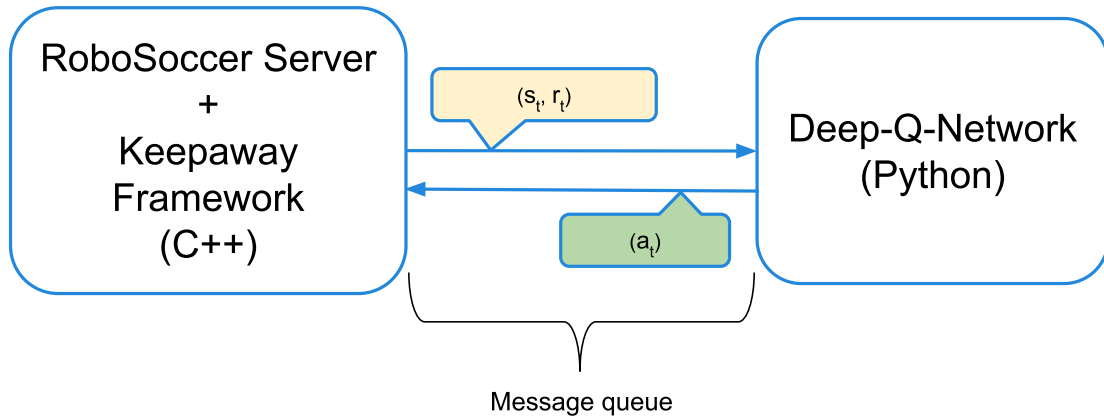 RoboSoccer Server
+
Keepaway
Framework
(C++)
(sₜ, rₜ)
Deep-Q-Network
(Python)
(aₜ)
Message queue